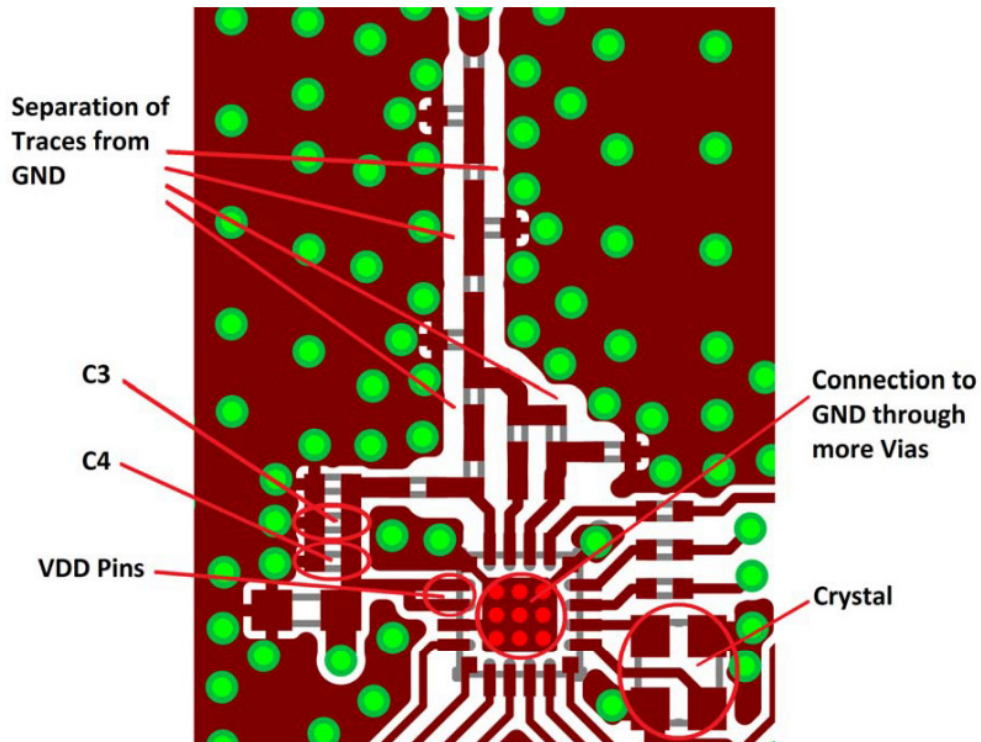 Separation of
Traces from
GND
C3
C4
VDD Pins
Connection to
GND through
more Vias
Crystal